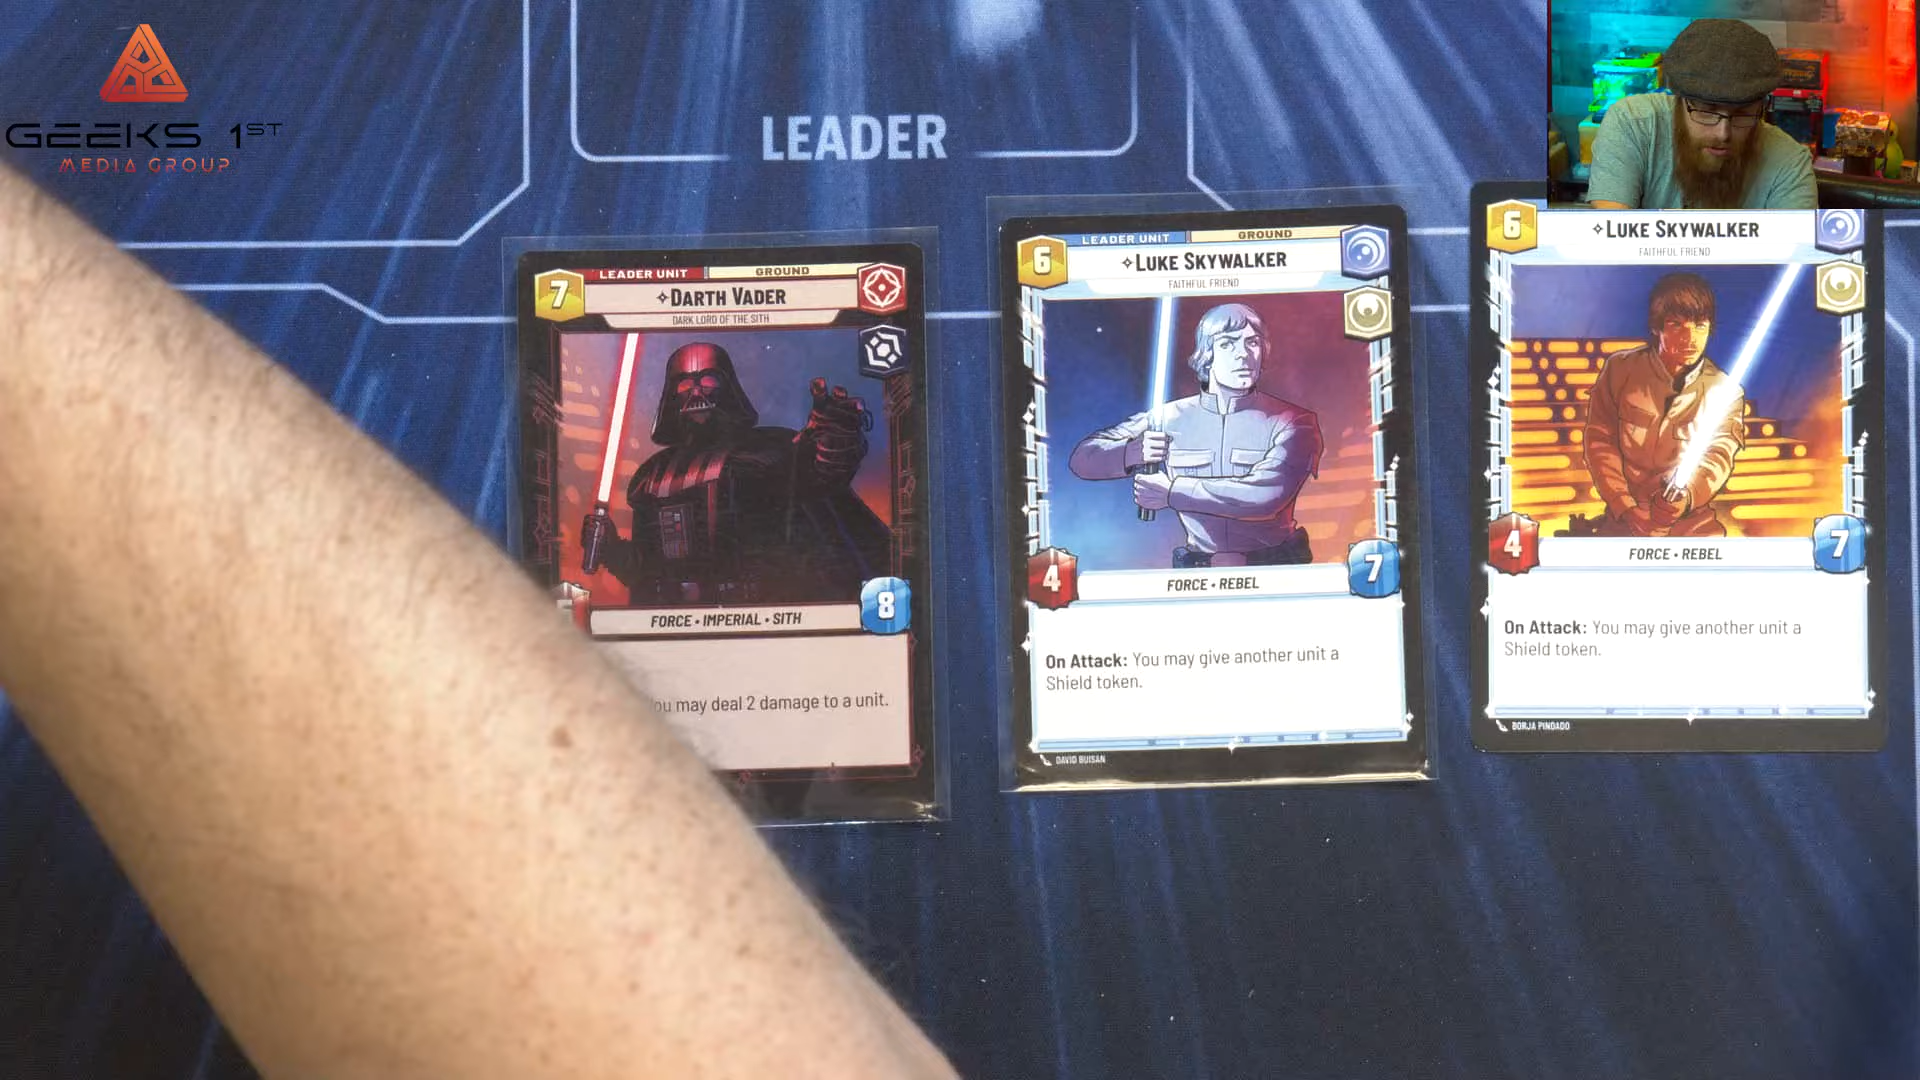 GEEKS 1ST
MEDIA GROUP
LEADER
LEADER UNIT
GROUND
7
DARTH VADER
DARK LORD OF THE SITH
8
FORCE • IMPERIAL • SITH
may deal 2 damage to a unit.
LEADER UNIT
GROUND
6
LUKE SKYWALKER
FAITHFUL FRIEND
4
7
FORCE • REBEL
On Attack: You may give another unit a
Shield token.
DAVID BUISAN
6
LUKE SKYWALKER
FAITHFUL FRIEND
4
7
FORCE • REBEL
On Attack: You may give another unit a
Shield token.
BORJA PINDADO